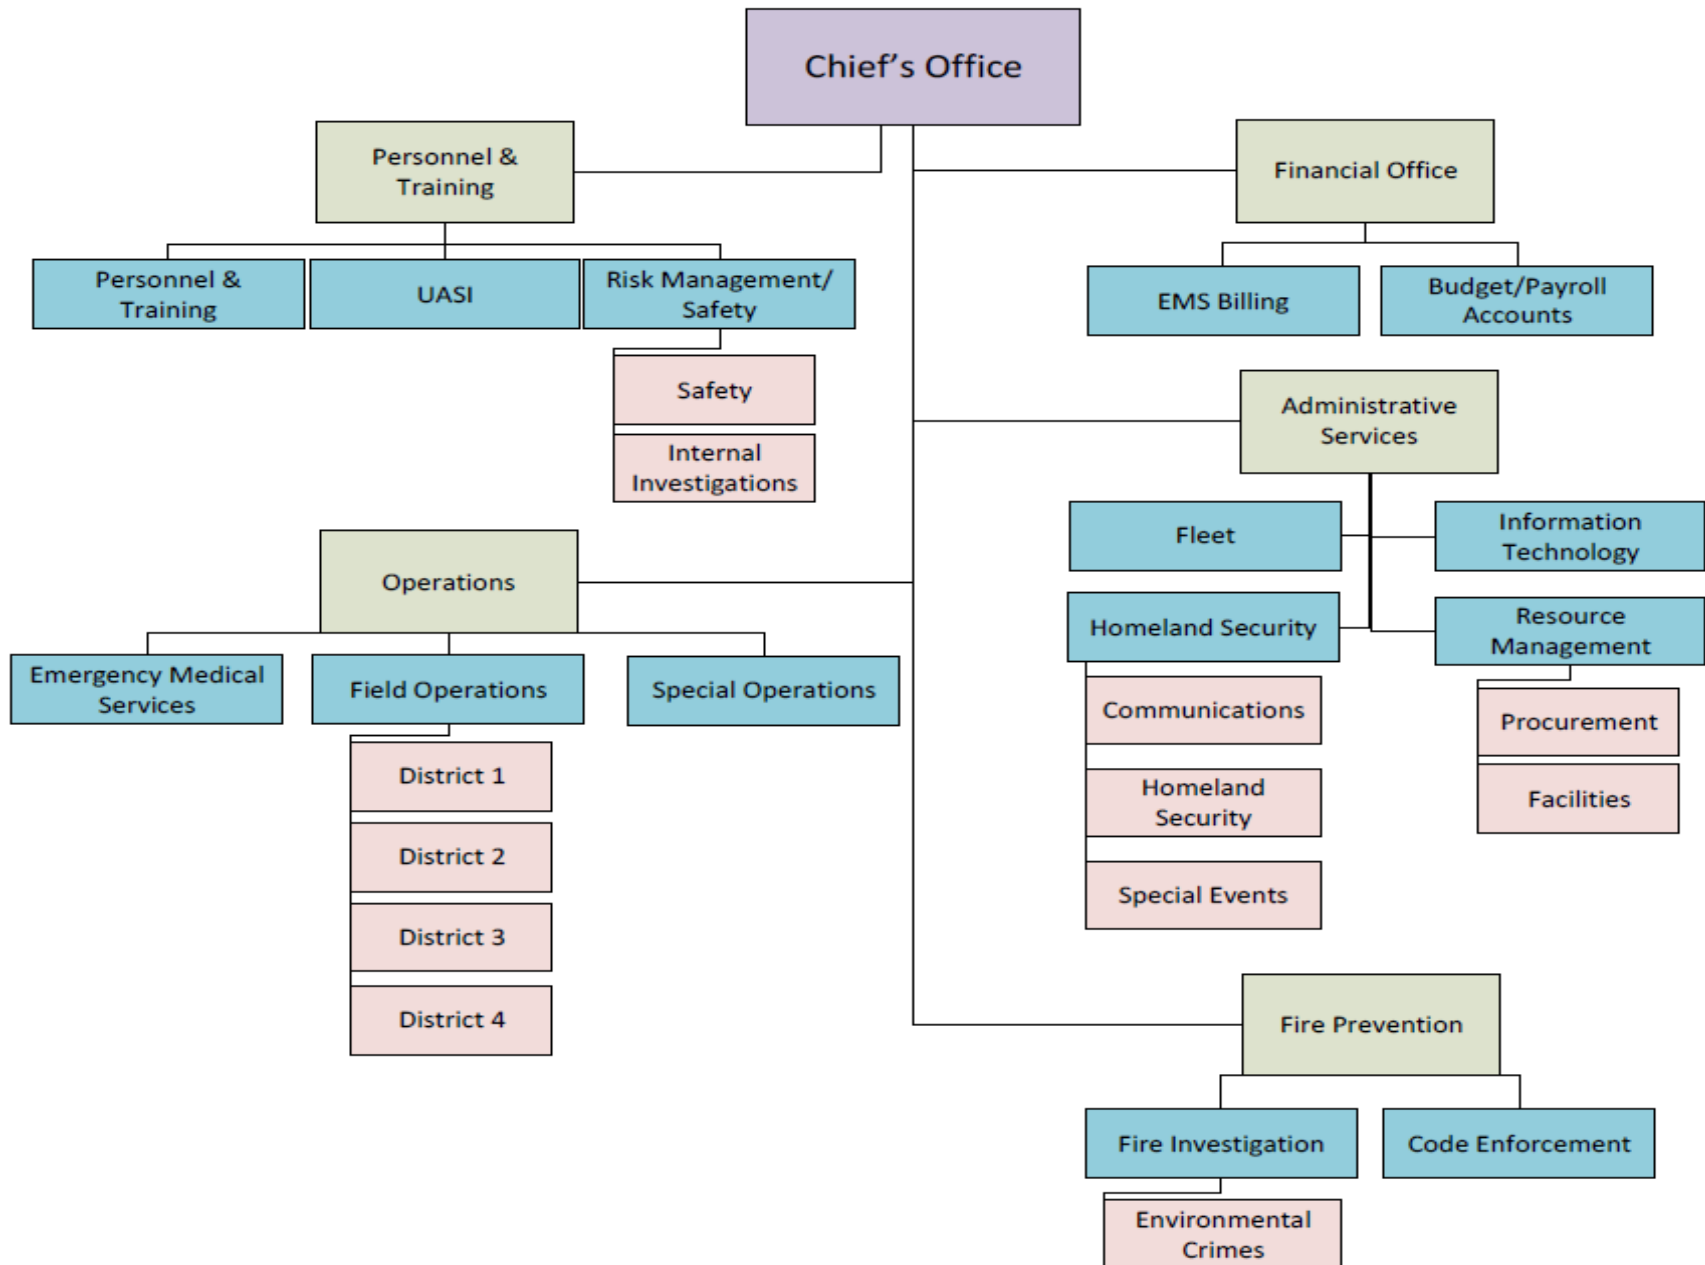 Chief's Office
Personnel &
Training
Financial Office
Personnel &
Training
UASI
Risk Management/
Safety
EMS Billing
Budget/Payroll
Accounts
Safety
Internal
Investigations
Administrative
Services
Fleet
Information
Technology
Operations
Homeland Security
Resource
Management
Emergency Medical
Services
Field Operations
Special Operations
Communications
Procurement
District 1
Homeland
Security
Facilities
District 2
Special Events
District 3
District 4
Fire Prevention
Fire Investigation
Code Enforcement
Environmental
Crimes